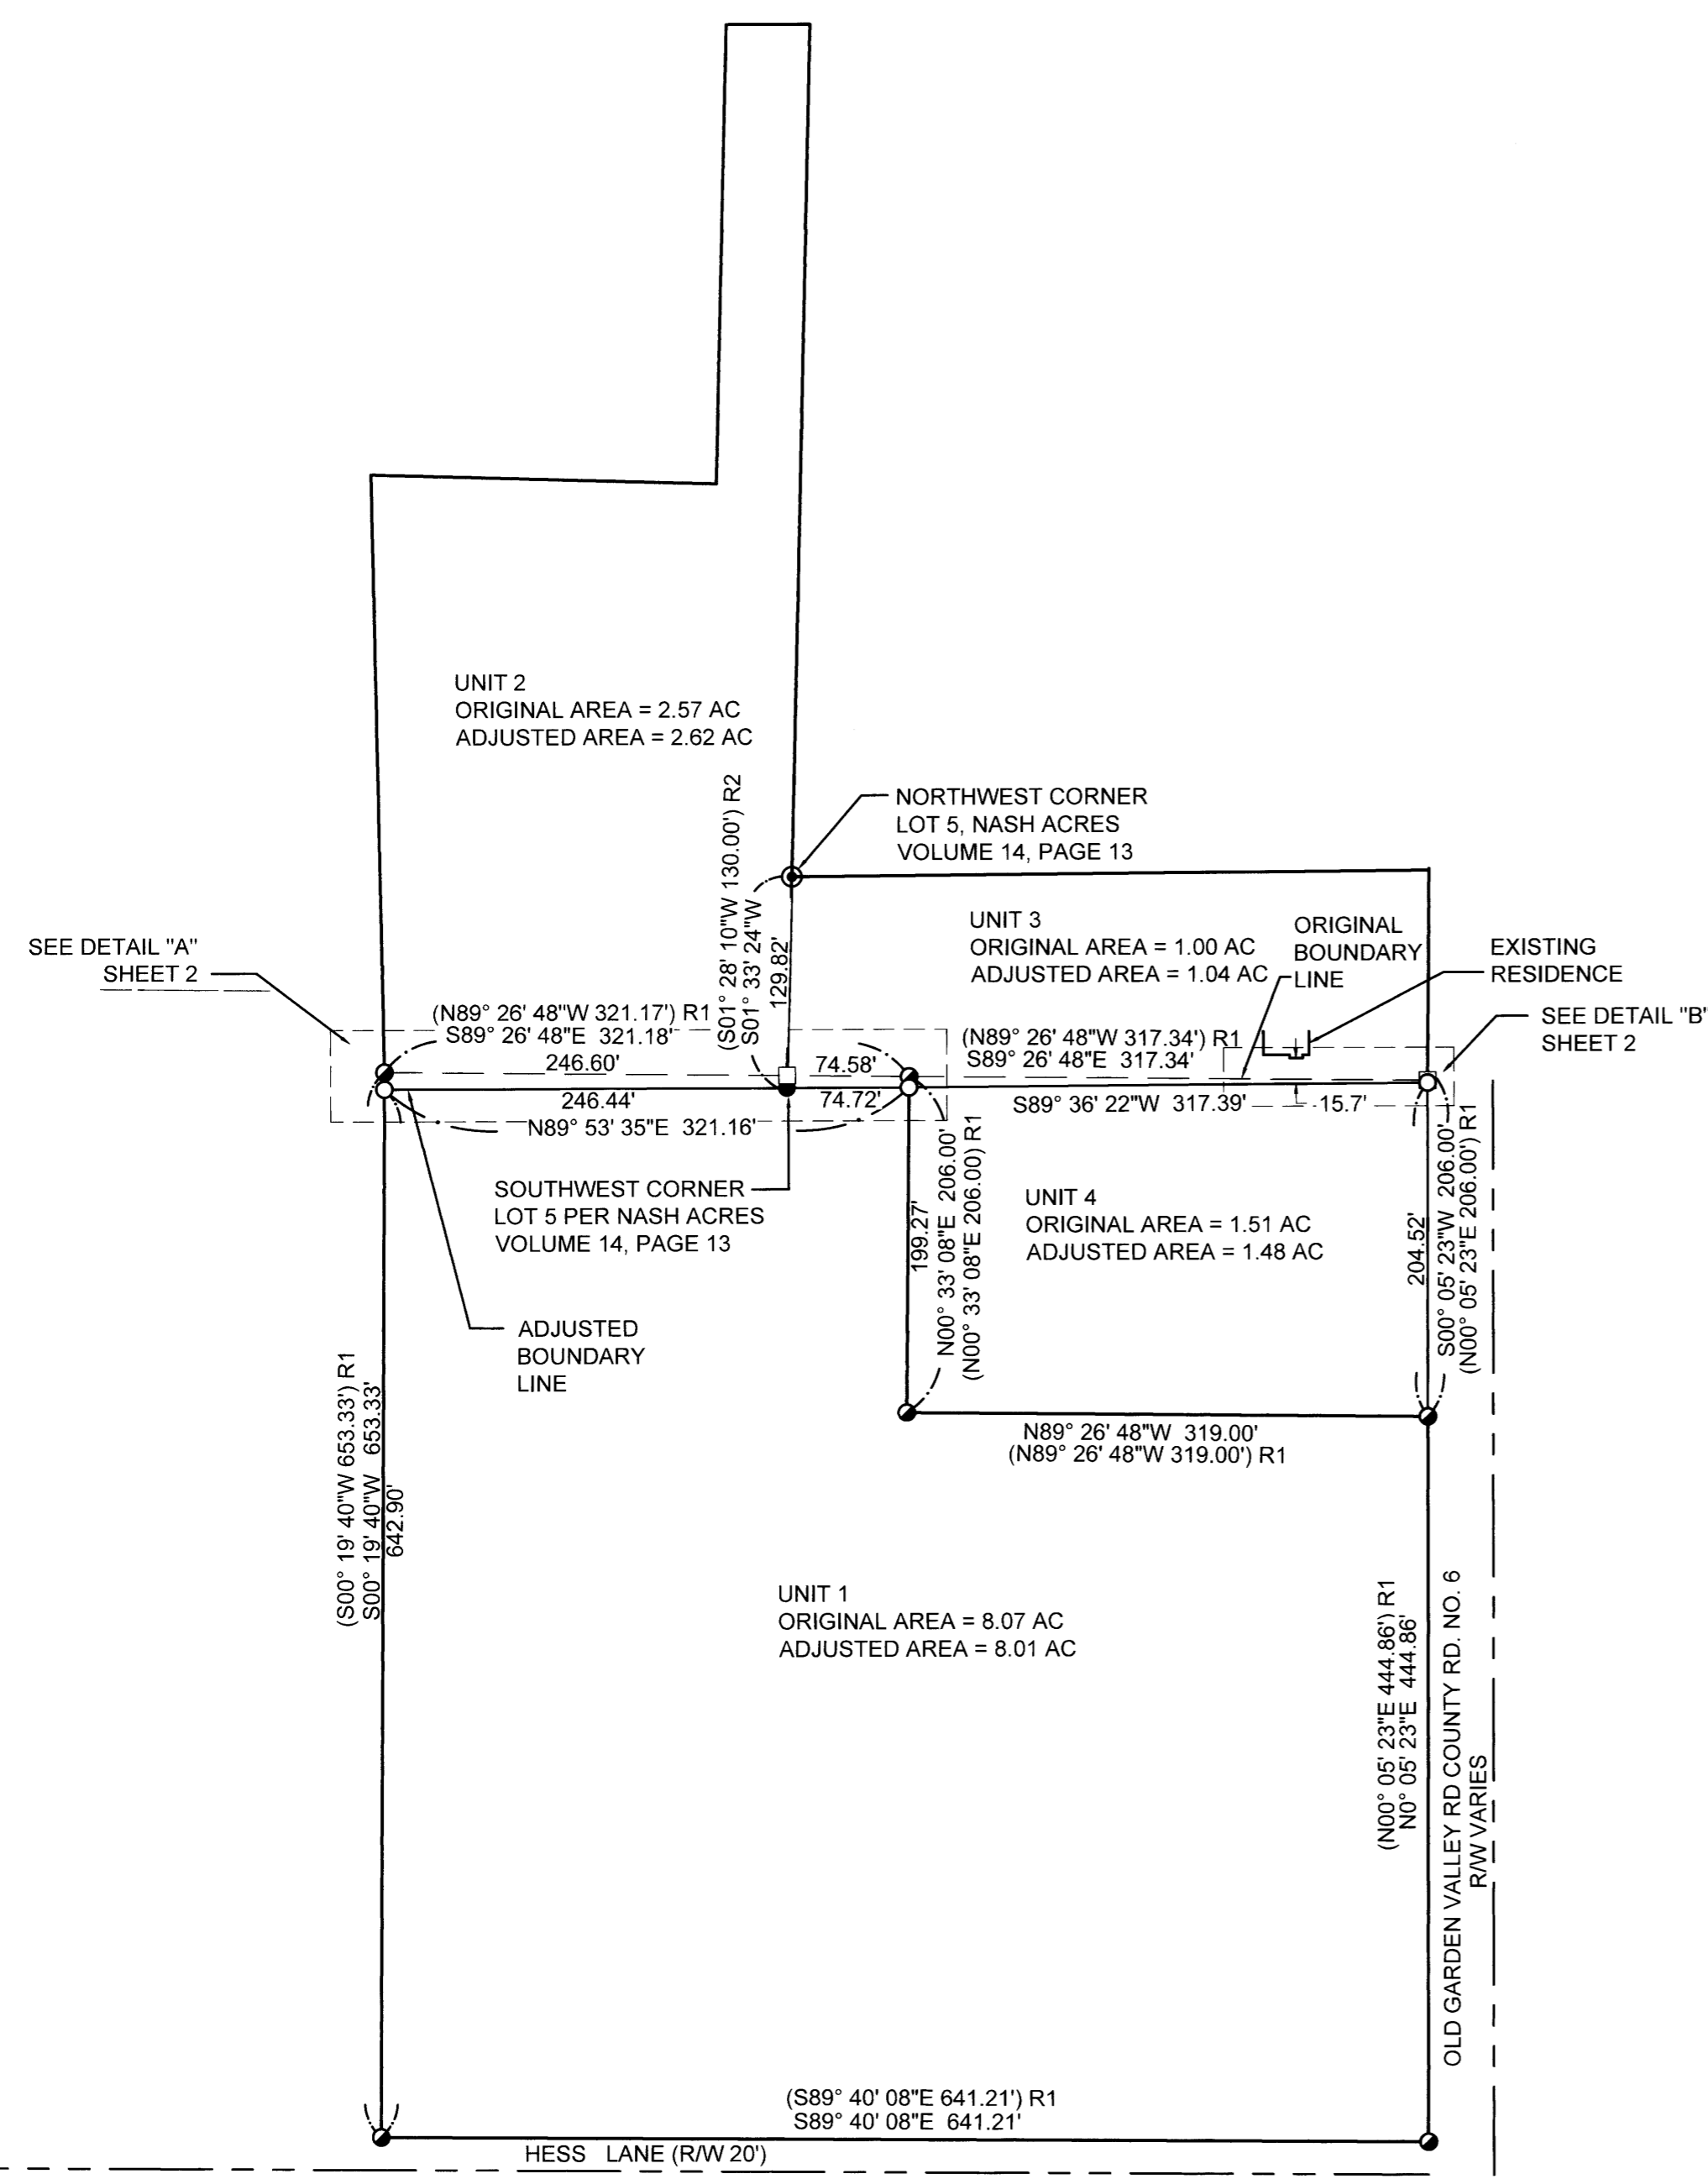 UNIT 2
ORIGINAL AREA = 2.57 AC
ADJUSTED AREA = 2.62 AC
(S01° 28' 10"W 130.00') R2
S01° 33' 24"W
129.82'
NORTHWEST CORNER
LOT 5, NASH ACRES
VOLUME 14, PAGE 13
UNIT 3
ORIGINAL AREA = 1.00 AC
ADJUSTED AREA = 1.04 AC
ORIGINAL
BOUNDARY
LINE
EXISTING
RESIDENCE
SEE DETAIL "A"
SHEET 2
SEE DETAIL "B"
SHEET 2
(N89° 26' 48"W 321.17') R1
S89° 26' 48"E 321.18'
246.60'
74.58'
(N89° 26' 48"W 317.34') R1
S89° 26' 48"E 317.34'
246.44'
74.72'
N89° 53' 35"E 321.16'
S89° 36' 22"W 317.39'
15.7'
SOUTHWEST CORNER
LOT 5 PER NASH ACRES
VOLUME 14, PAGE 13
199.27'
N00° 33' 08"E 206.00'
(N00° 33' 08"E 206.00) R1
UNIT 4
ORIGINAL AREA = 1.51 AC
ADJUSTED AREA = 1.48 AC
204.52'
S00° 05' 23"W 206.00'
(N00° 05' 23"E 206.00') R1
ADJUSTED
BOUNDARY
LINE
N89° 26' 48"W 319.00'
(N89° 26' 48"W 319.00') R1
(S00° 19' 40"W 653.33') R1
S00° 19' 40"W 653.33'
642.90'
UNIT 1
ORIGINAL AREA = 8.07 AC
ADJUSTED AREA = 8.01 AC
(N00° 05' 23"E 444.86') R1
N0° 05' 23"E 444.86'
OLD GARDEN VALLEY RD COUNTY RD. NO. 6
R/W VARIES
(S89° 40' 08"E 641.21') R1
S89° 40' 08"E 641.21'
HESS LANE (R/W 20')